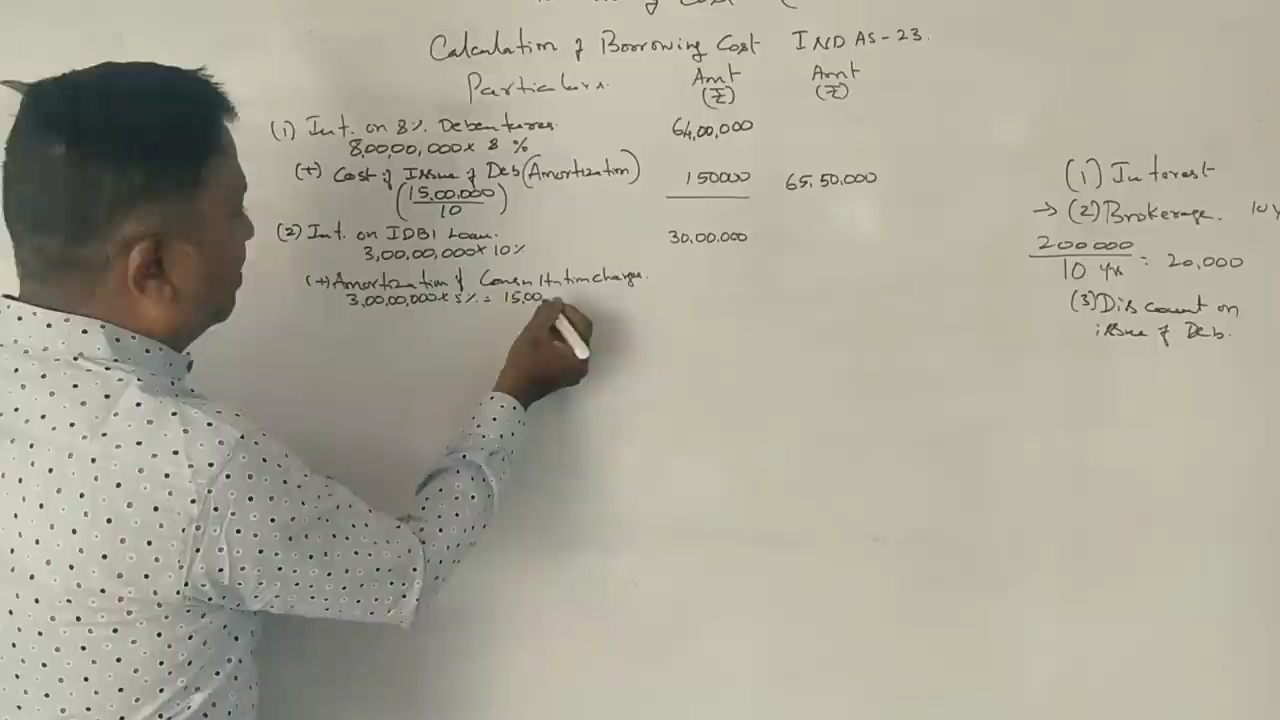 Cost
Calculation of Borrowing Cost IND AS-23.
Particulars. Amt (₹) Amt (₹)
(1) Int. on 8% Debentures. 64,00,000
8,00,00,000 x 8 %
(+) Cost of Issue of Deb (Amortization) 150000 65,50,000
(15,00,000 / 10)
(2) Int. on IDBI Loan. 30,00,000
3,00,00,000 x 10%
(+) Amortization of charges.
3,00,00,000 x 5% = 15,00
(1) Interest
→ (2) Brokerage. 10
200000 / 10 yrs = 20,000
(3) Discount on
issue of Deb.